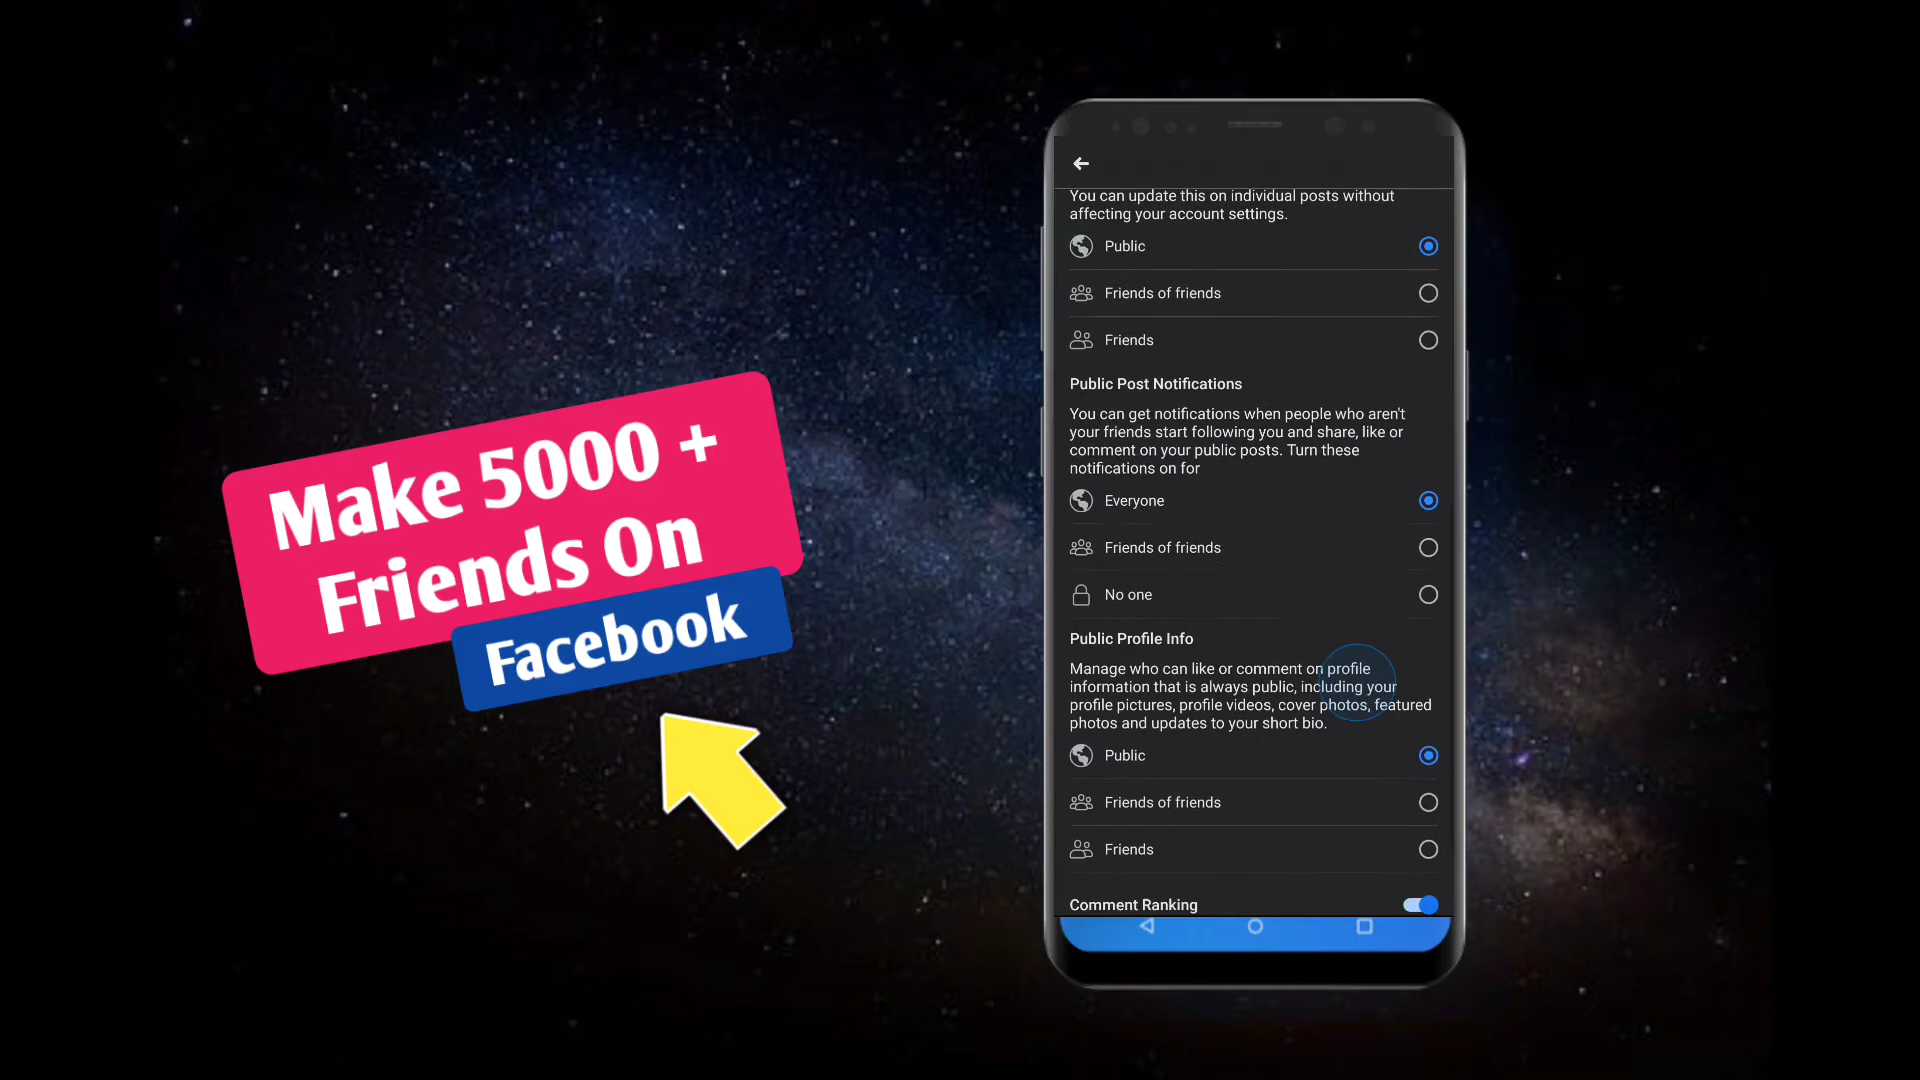 Make 5000 +
Friends On
Facebook
You can update this on individual posts without
affecting your account settings.
Public
Friends of friends
Friends
Public Post Notifications
You can get notifications when people who aren't
your friends start following you and share, like or
comment on your public posts. Turn these
notifications on for
Everyone
Friends of friends
No one
Public Profile Info
Manage who can like or comment on profile
information that is always public, including your
profile pictures, profile videos, cover photos, featured
photos and updates to your short bio.
Public
Friends of friends
Friends
Comment Ranking